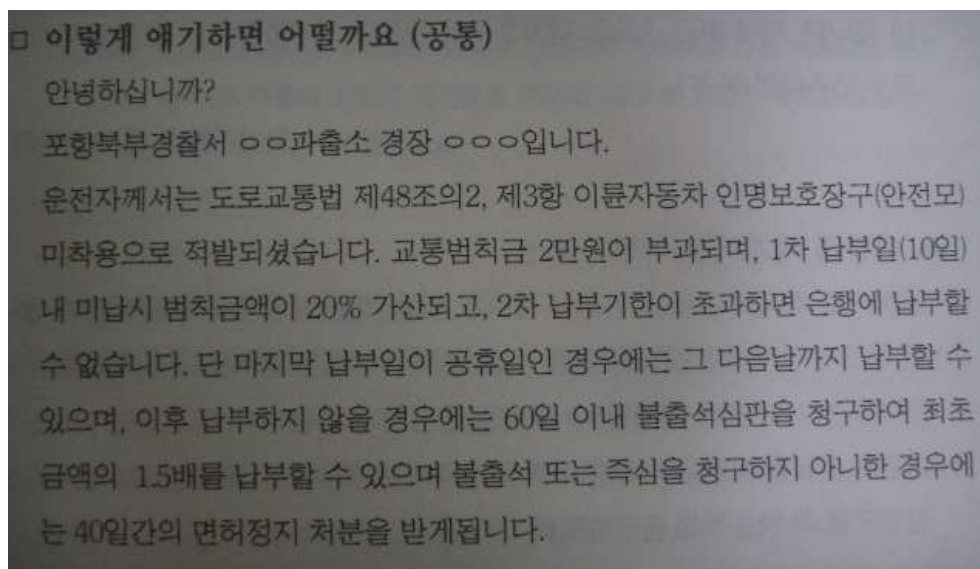 □ 이렇게 얘기하면 어떨까요 (공통)
안녕하십니까?
포항북부경찰서 ㅇㅇ파출소 경장 ㅇㅇㅇ입니다.
운전자께서는 도로교통법 제48조의2, 제3항 이륜자동차 인명보호장구(안전모)
미착용으로 적발되셨습니다. 교통범칙금 2만원이 부과되며, 1차 납부일(10일)
내 미납시 범칙금액이 20% 가산되고, 2차 납부기한이 초과하면 은행에 납부할
수 없습니다. 단 마지막 납부일이 공휴일인 경우에는 그 다음날까지 납부할 수
있으며, 이후 납부하지 않을 경우에는 60일 이내 불출석심판을 청구하여 최초
금액의 1.5배를 납부할 수 있으며 불출석 또는 즉심을 청구하지 아니한 경우에
는 40일간의 면허정지 처분을 받게됩니다.